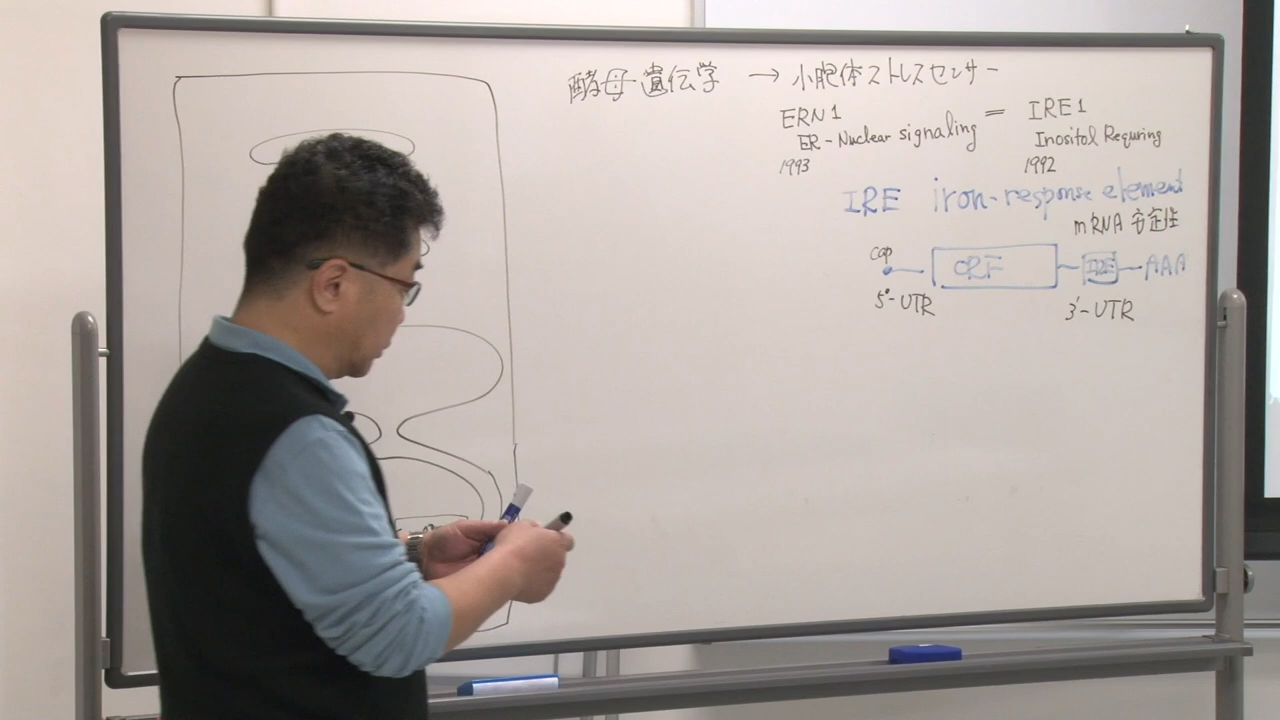 酵母遺伝学 → 小胞体ストレスセンサー
ERN1 = IRE1
ER-Nuclear signaling Inositol Requring
1993 1992
IRE iron-response element
mRNA 安定性
cap ORF IRE AAA
5'-UTR 3'-UTR